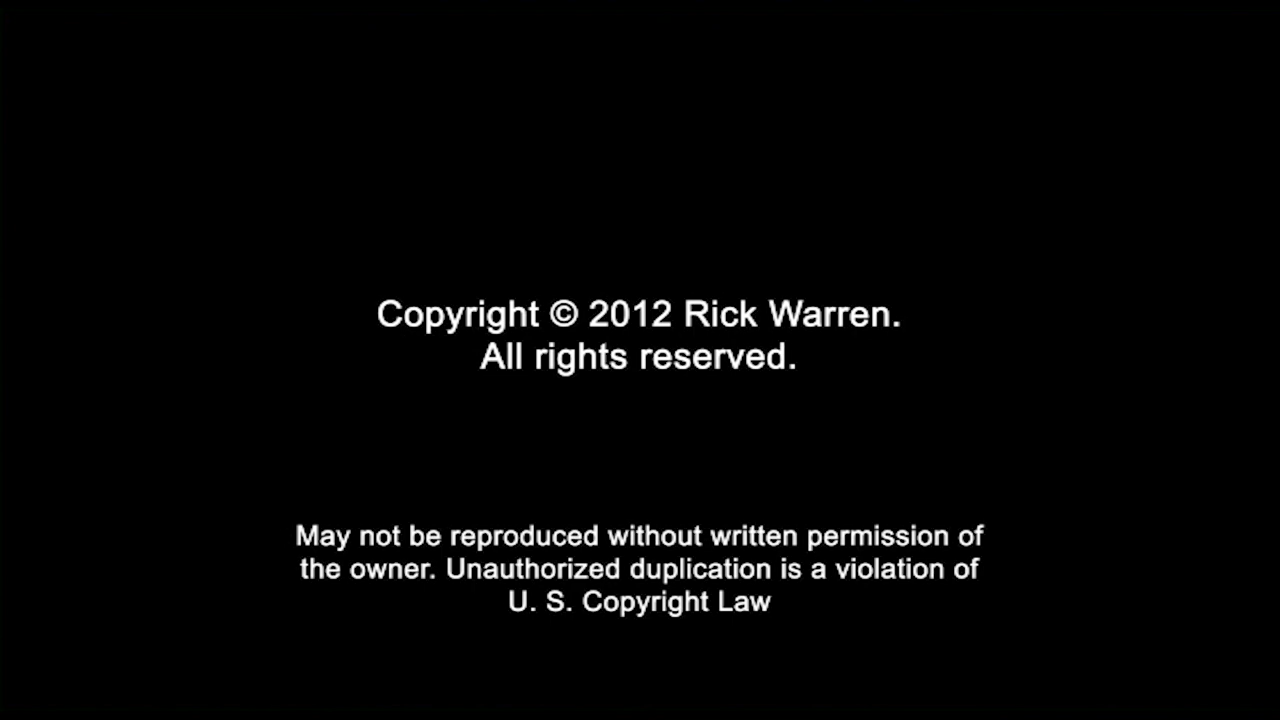 Copyright © 2012 Rick Warren.
All rights reserved.
May not be reproduced without written permission of
the owner. Unauthorized duplication is a violation of
U. S. Copyright Law